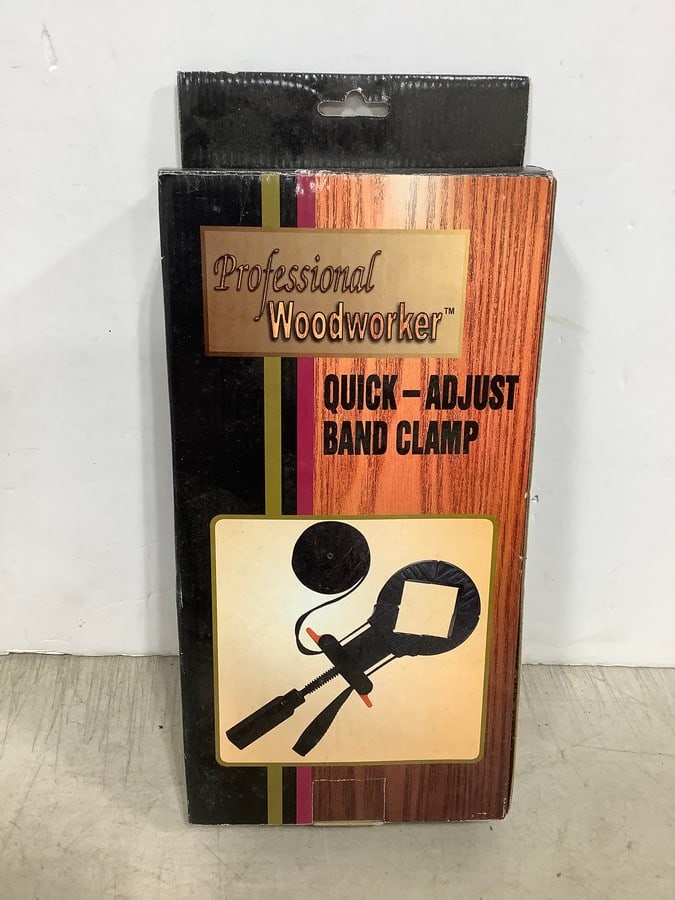 Professional
Woodworker™
QUICK – ADJUST
BAND CLAMP